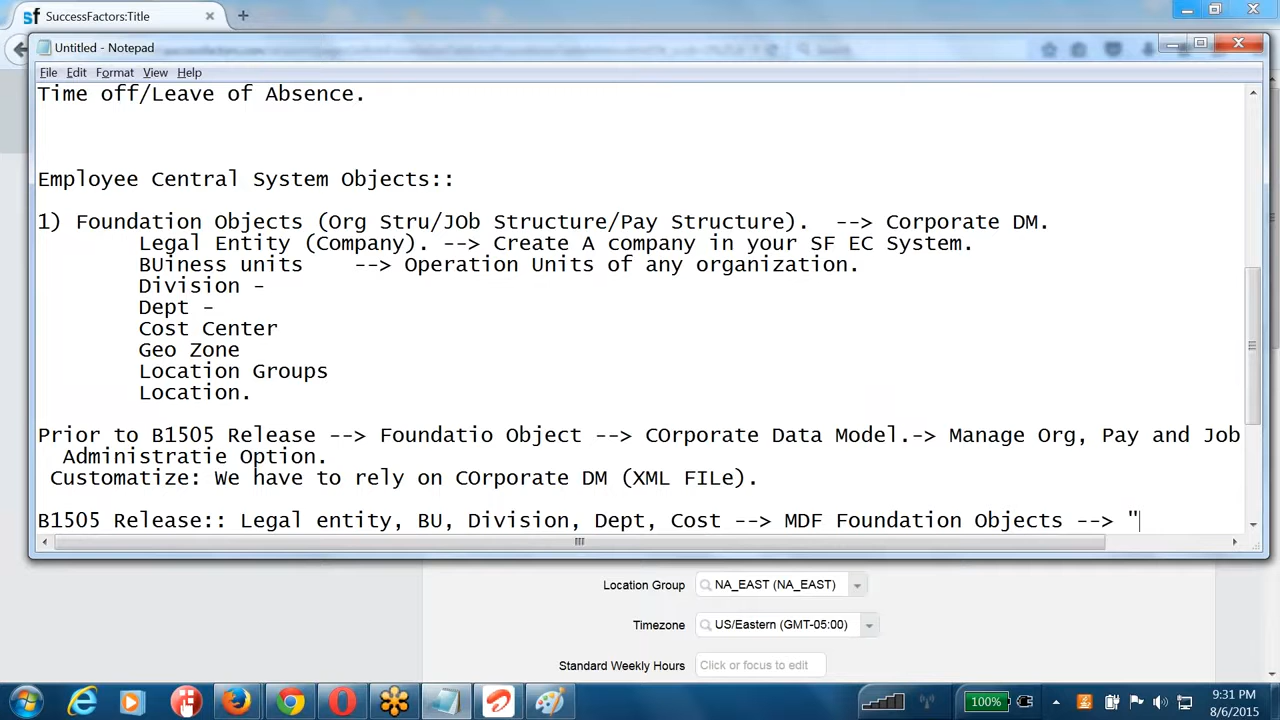 SuccessFactors:Title
Untitled - Notepad
File Edit Format View Help
Time off/Leave of Absence.
Employee Central System Objects::
1) Foundation Objects (Org Stru/JOb Structure/Pay Structure). --> Corporate DM.
Legal Entity (Company). --> Create A company in your SF EC System.
BUiness units --> Operation Units of any organization.
Division -
Dept -
Cost Center
Geo Zone
Location Groups
Location.
Prior to B1505 Release --> Foundatio Object --> COrporate Data Model.-> Manage Org, Pay and Job
Administratie Option.
Customatize: We have to rely on COrporate DM (XML FILe).
B1505 Release:: Legal entity, BU, Division, Dept, Cost --> MDF Foundation Objects --> "
Location Group NA_EAST (NA_EAST)
Timezone US/Eastern (GMT-05:00)
Standard Weekly Hours Click or focus to edit
100% 9:31 PM
8/6/2015